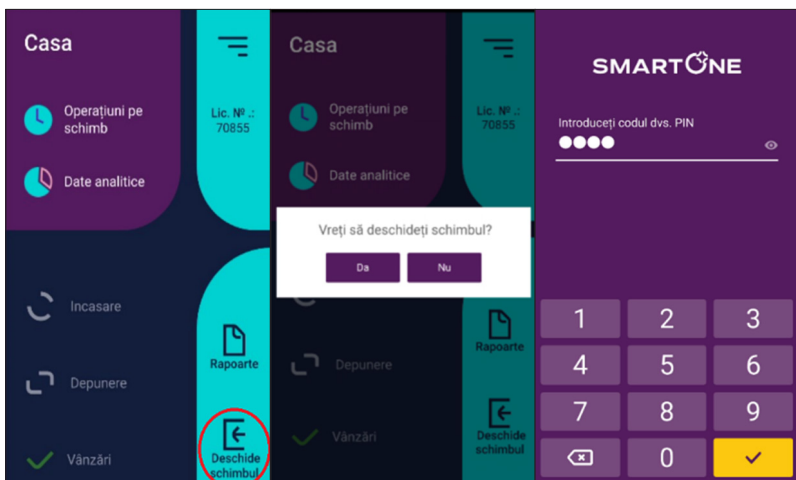 Casa
Operațiuni pe
schimb
Date analitice
Lic. Nº .:
70855
Incasare
Depunere
Vânzări
Rapoarte
Deschide
schimbul
Casa
Operațiuni pe
schimb
Date analitice
Lic. Nº .:
70855
Vreți să deschideți schimbul?
Da
Nu
Depunere
Vânzări
Rapoarte
Deschide
schimbul
SMARTONE
Introduceți codul dvs. PIN
1 2 3
4 5 6
7 8 9
0